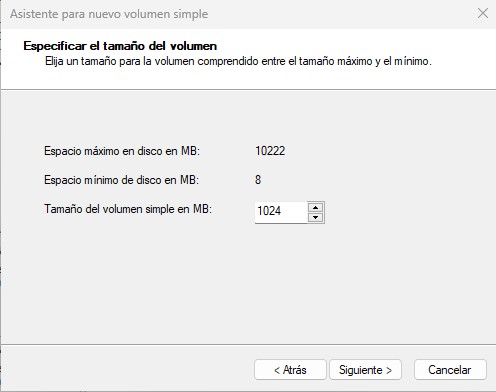 Asistente para nuevo volumen simple
Especificar el tamaño del volumen
Elija un tamaño para la volumen comprendido entre el tamaño máximo y el mínimo.
Espacio máximo en disco en MB: 10222
Espacio mínimo de disco en MB: 8
Tamaño del volumen simple en MB: 1024
< Atrás Siguiente > Cancelar